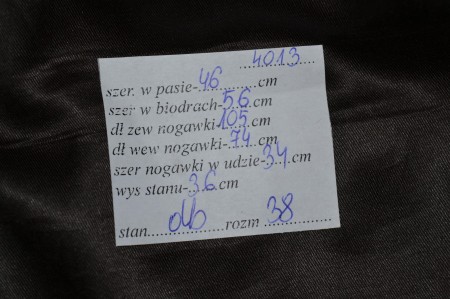 4013
szer. w pasie-46cm
szer w biodrach-56cm
dł zew nogawki-105cm
dł wew nogawki-74cm
szer nogawki w udzie-34cm
wys stanu-36cm
stan db rozm 38